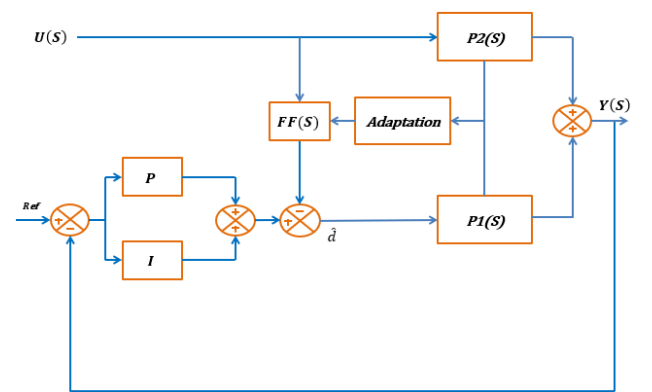 U(S)
P2(S)
Y(S)
FF(S)
Adaptation
+
+
Ref
P
+
−
+
+
+
−
P1(S)
d̂
I